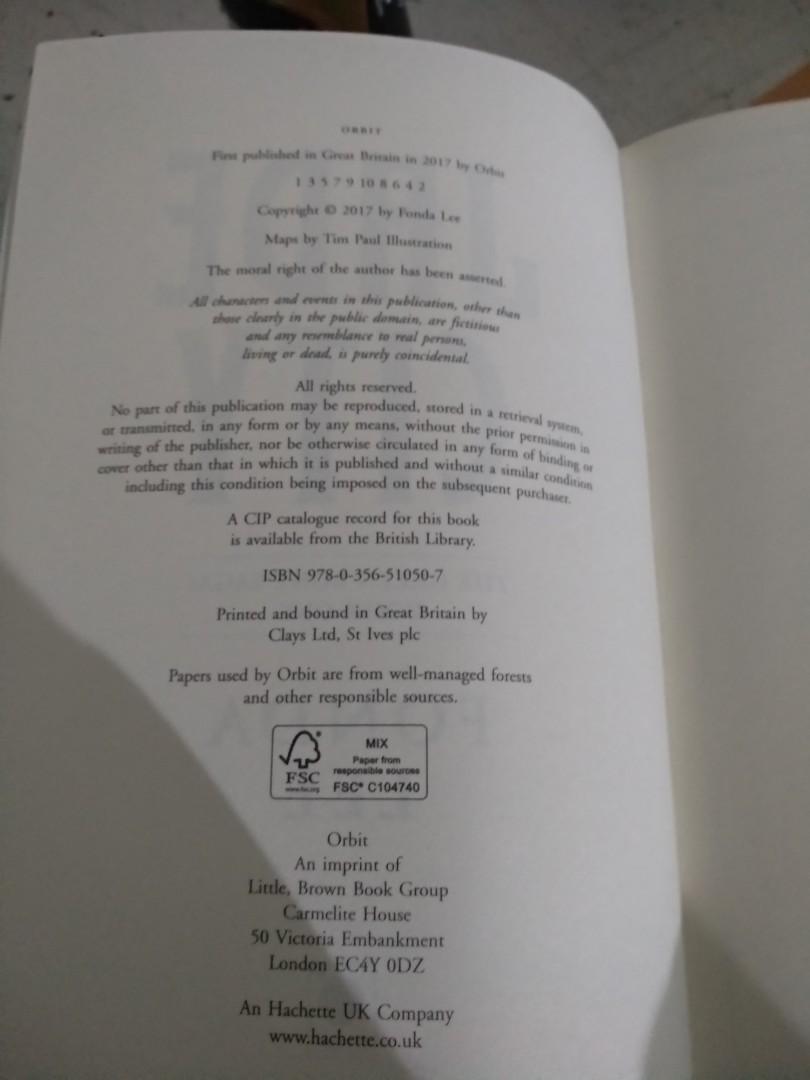 ORBIT
First published in Great Britain in 2017 by Orbit
1 3 5 7 9 10 8 6 4 2
Copyright © 2017 by Fonda Lee
Maps by Tim Paul Illustration
The moral right of the author has been asserted.
All characters and events in this publication, other than
those clearly in the public domain, are fictitious
and any resemblance to real persons,
living or dead, is purely coincidental.
All rights reserved.
No part of this publication may be reproduced, stored in a retrieval system,
or transmitted, in any form or by any means, without the prior permission in
writing of the publisher, nor be otherwise circulated in any form of binding or
cover other than that in which it is published and without a similar condition
including this condition being imposed on the subsequent purchaser.
A CIP catalogue record for this book
is available from the British Library.
ISBN 978-0-356-51050-7
Printed and bound in Great Britain by
Clays Ltd, St Ives plc
Papers used by Orbit are from well-managed forests
and other responsible sources.
MIX
Paper from
responsible sources
FSC® C104740
FSC
www.fsc.org
Orbit
An imprint of
Little, Brown Book Group
Carmelite House
50 Victoria Embankment
London EC4Y 0DZ
An Hachette UK Company
www.hachette.co.uk